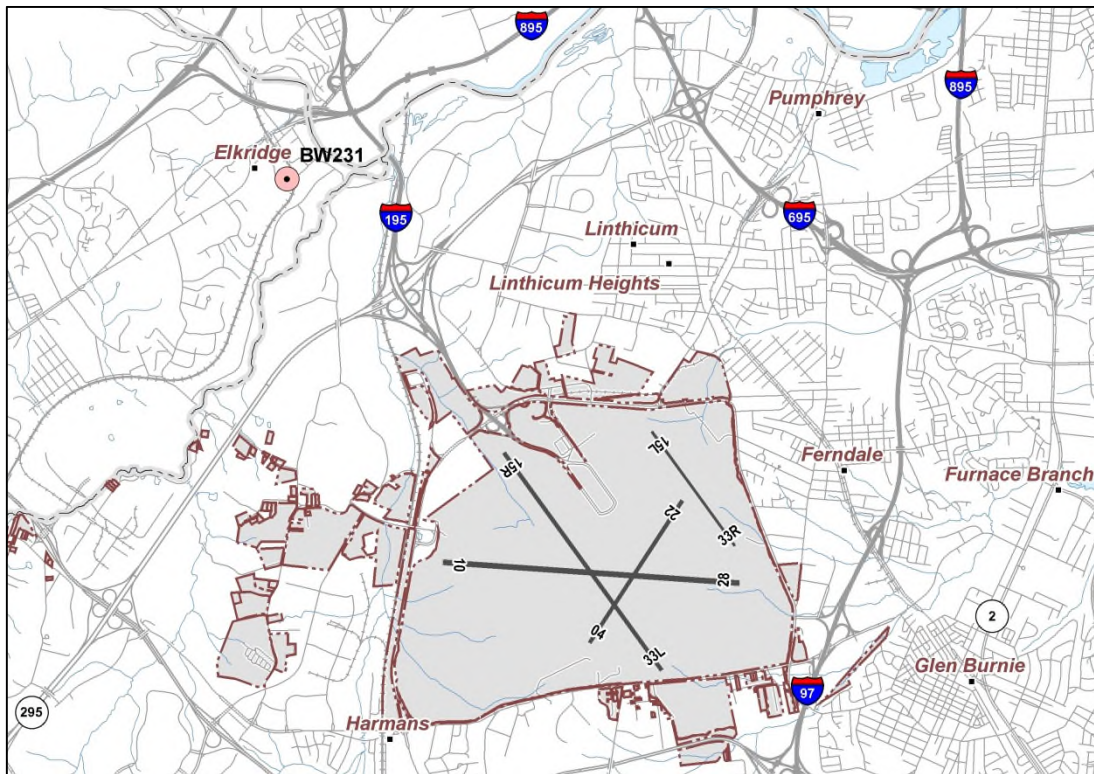 895
Pumphrey
895
Elkridge
BW231
195
695
Linthicum
Linthicum Heights
15R
15L
22
33R
Ferndale
Furnace Branch
10
28
04
33L
2
Glen Burnie
97
295
Harmans